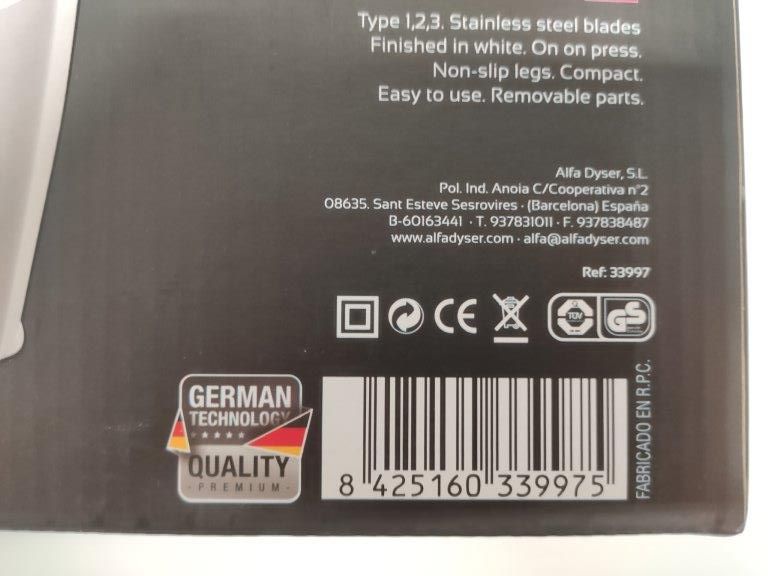 Type 1,2,3. Stainless steel blades
Finished in white. On on press.
Non-slip legs. Compact.
Easy to use. Removable parts.
Alfa Dyser, S.L.
Pol. Ind. Anoia C/Cooperativa nº2
08635. Sant Esteve Sesrovires · (Barcelona) España
B-60163441 · T. 937831011 · F. 937838487
www.alfadyser.com · alfa@alfadyser.com
Ref: 33997
CE
TÜV
GS
GERMAN
TECHNOLOGY
QUALITY
- PREMIUM -
8 425160 339975
FABRICADO EN R.P.C.